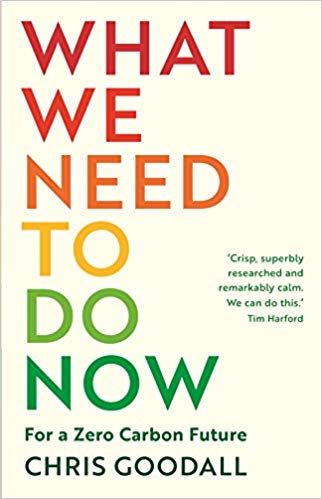 WHAT
WE
NEED
TO
DO
NOW
‘Crisp, superbly
researched and
remarkably calm.
We can do this.’
Tim Harford
For a Zero Carbon Future
CHRIS GOODALL